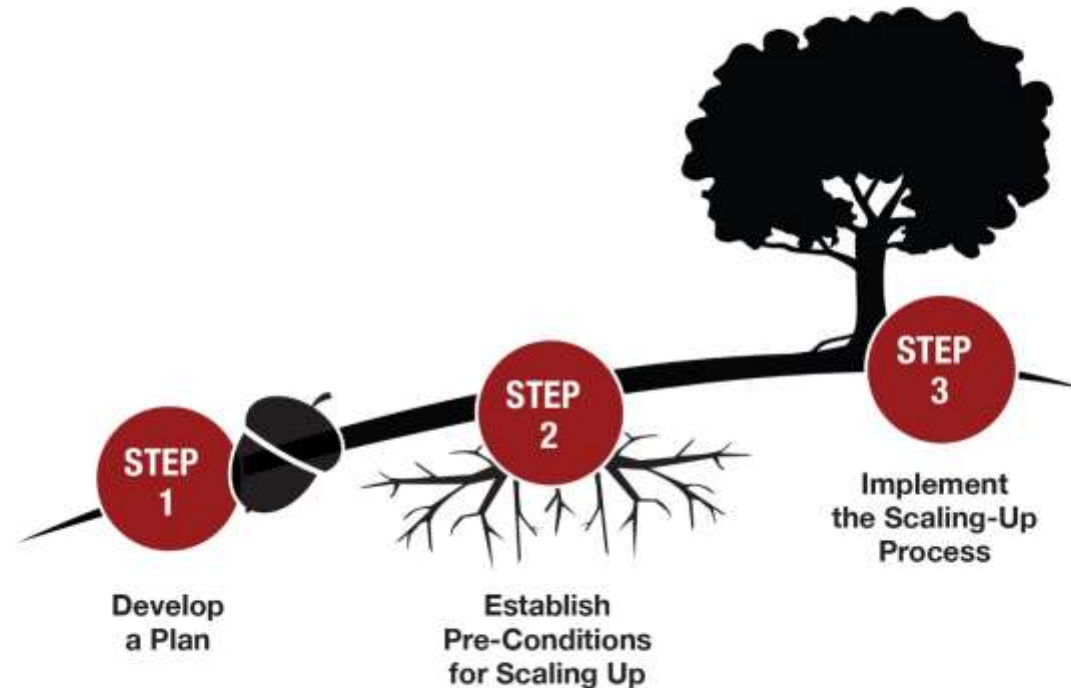 STEP
1
Develop
a Plan
STEP
2
Establish
Pre-Conditions
for Scaling Up
STEP
3
Implement
the Scaling-Up
Process